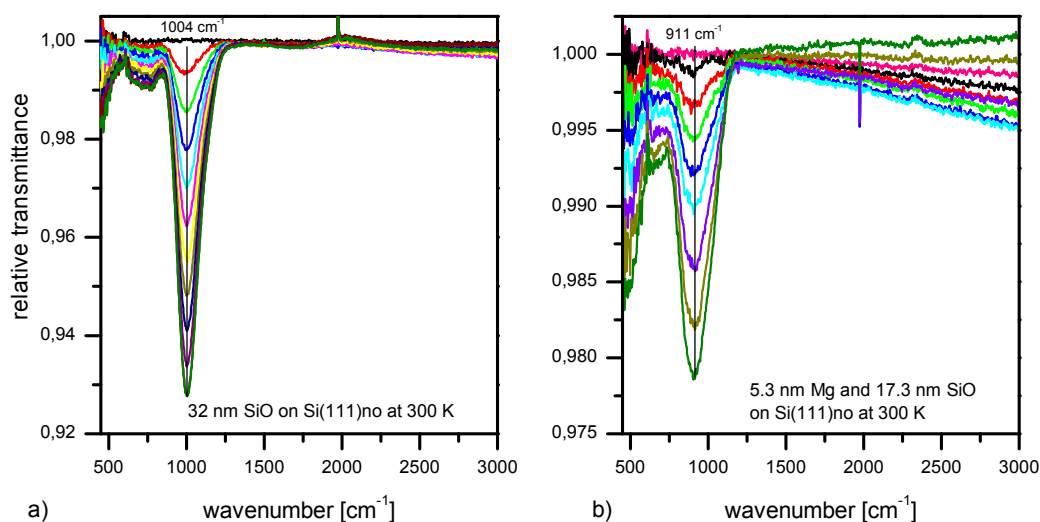 1004 cm⁻¹
1,00
0,98
0,96
0,94
0,92
relative transmittance
32 nm SiO on Si(111)no at 300 K
500 1000 1500 2000 2500 3000
a) wavenumber [cm⁻¹]
911 cm⁻¹
1,000
0,995
0,990
0,985
0,980
0,975
5.3 nm Mg and 17.3 nm SiO
on Si(111)no at 300 K
500 1000 1500 2000 2500 3000
b) wavenumber [cm⁻¹]